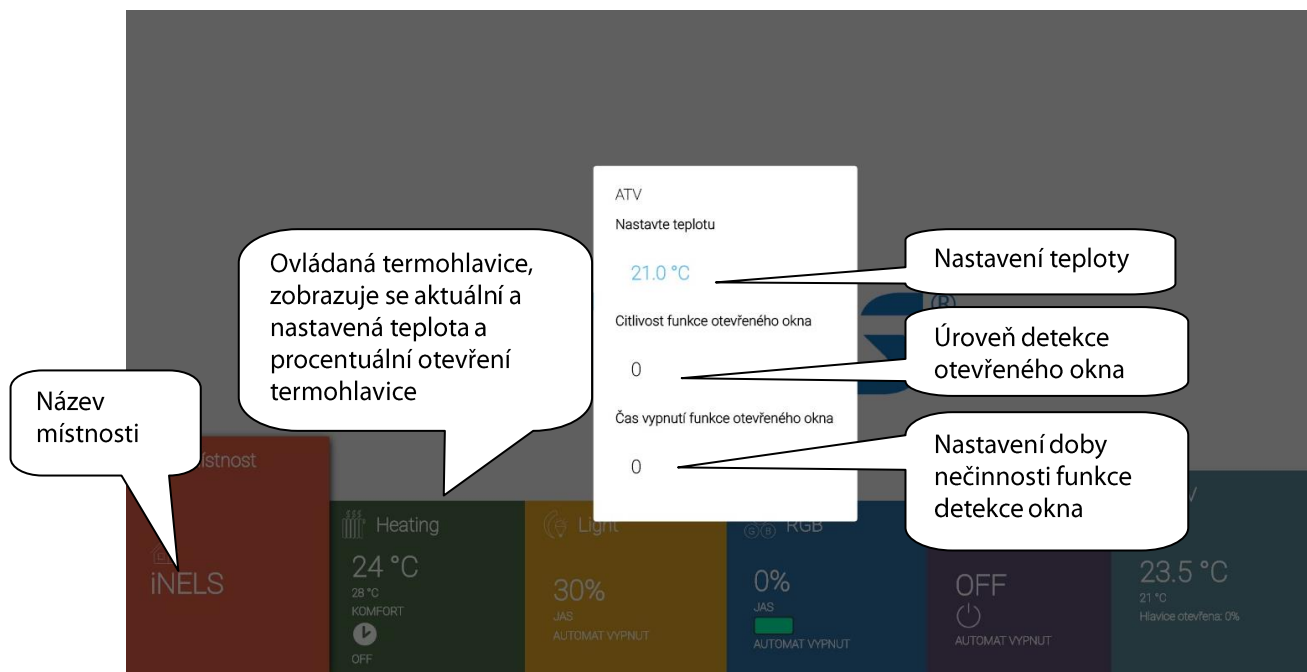 ATV
Nastavte teplotu
21.0 °C
Citlivost funkce otevřeného okna
0
Čas vypnutí funkce otevřeného okna
0
Ovládaná termohlavice,
zobrazuje se aktuální a
nastavená teplota a
procentuální otevření
termohlavice
Nastavení teploty
®
Úroveň detekce
otevřeného okna
Nastavení doby
nečinnosti funkce
detekce okna
Název
místnosti
ístnost
iNELS
Heating
24 °C
28 °C
KOMFORT
OFF
Light
30%
JAS
AUTOMAT VYPNUT
G B
RGB
0%
JAS
AUTOMAT VYPNUT
OFF
AUTOMAT VYPNUT
V
23.5 °C
21 °C
Hlavice otevřena: 0%